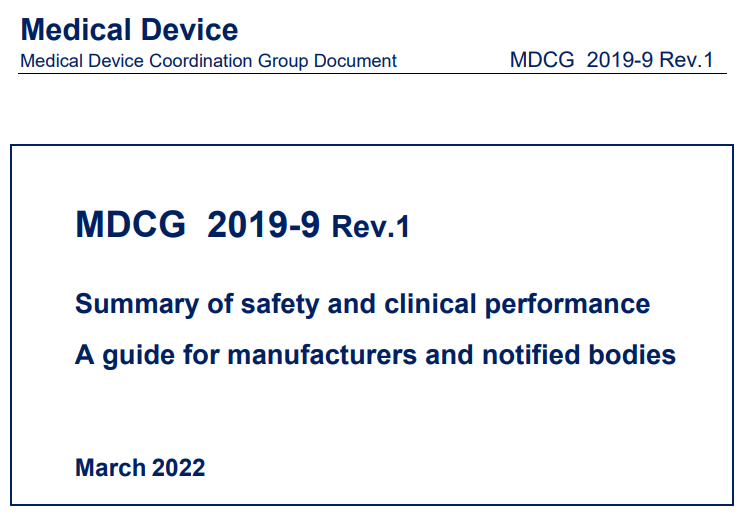 Medical Device
Medical Device Coordination Group Document MDCG 2019-9 Rev.1
MDCG 2019-9 Rev.1
Summary of safety and clinical performance
A guide for manufacturers and notified bodies
March 2022